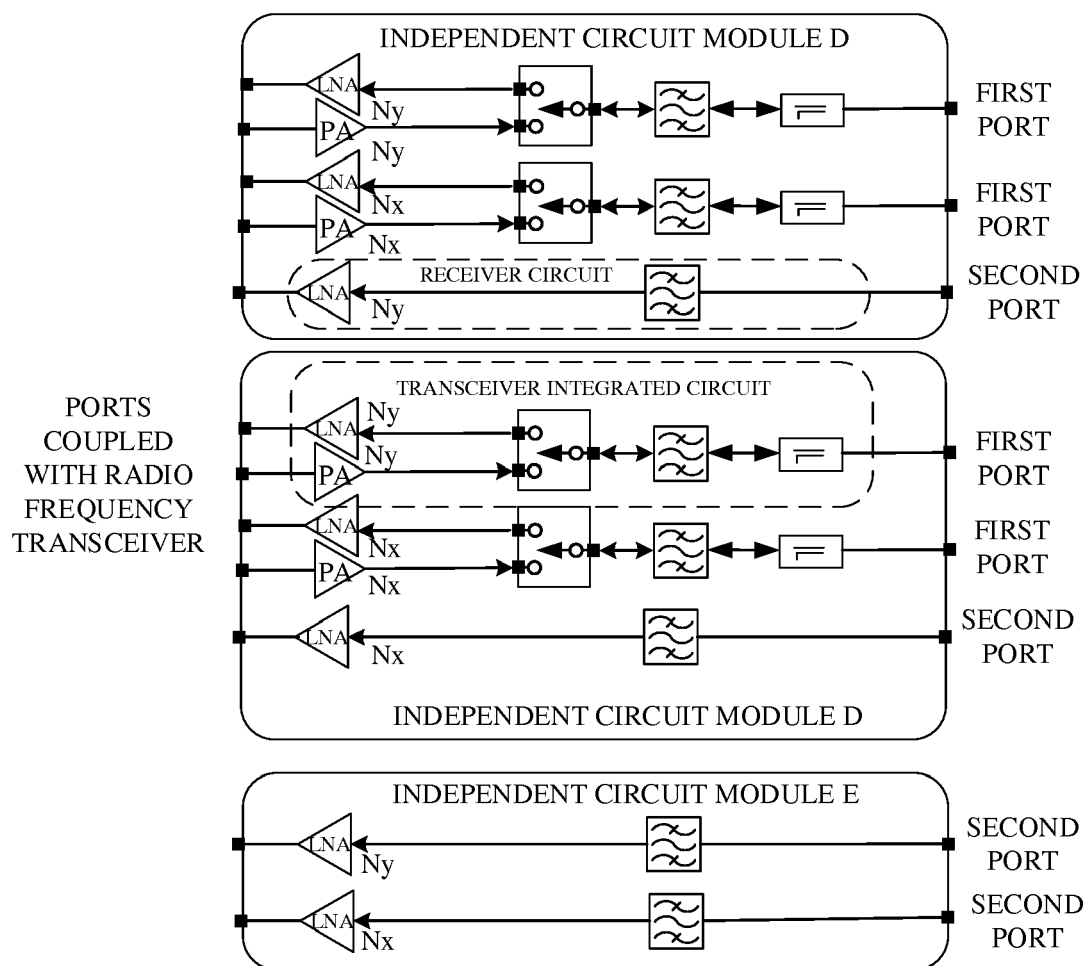 INDEPENDENT CIRCUIT MODULE D
LNA
Ny
PA
Ny
FIRST
PORT
LNA
Nx
PA
Nx
FIRST
PORT
RECEIVER CIRCUIT
LNA
Ny
SECOND
PORT
PORTS
COUPLED
WITH RADIO
FREQUENCY
TRANSCEIVER
TRANSCEIVER INTEGRATED CIRCUIT
LNA
Ny
PA
Ny
FIRST
PORT
LNA
Nx
PA
Nx
FIRST
PORT
LNA
Nx
SECOND
PORT
INDEPENDENT CIRCUIT MODULE D
INDEPENDENT CIRCUIT MODULE E
LNA
Ny
SECOND
PORT
LNA
Nx
SECOND
PORT